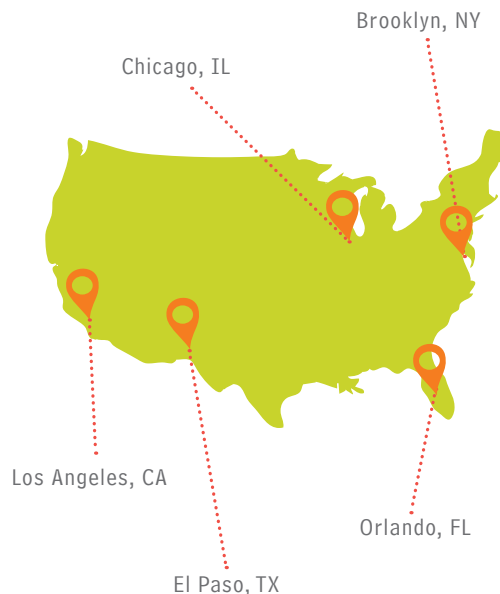 Brooklyn, NY
Chicago, IL
Los Angeles, CA
Orlando, FL
El Paso, TX